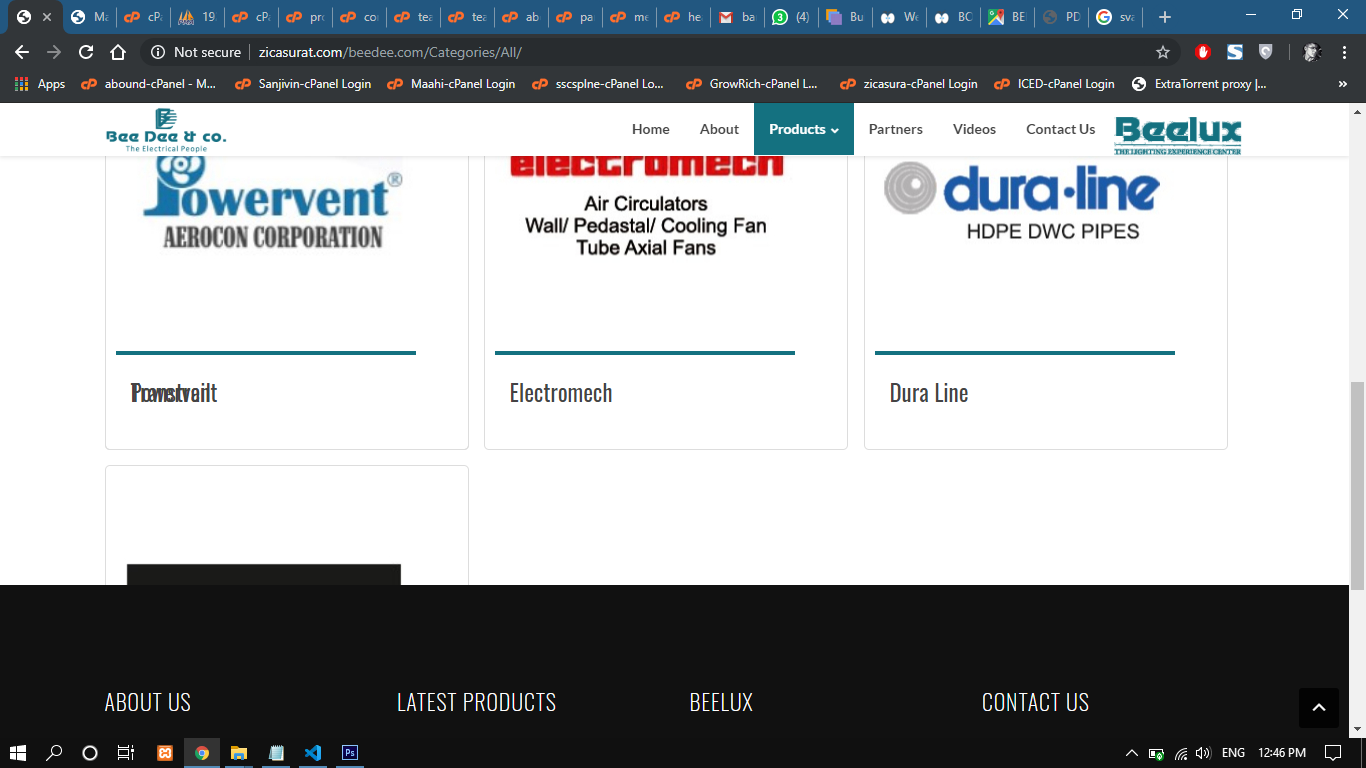 Ma
cPa
19
cPa
pro
co
tea
tea
ab
pa
me
he
ba
(4)
Bu
We
BC
BE
PD
sva
Not secure
zicasurat.com/beedee.com/Categories/All/
Apps
abound-cPanel - M...
Sanjivin-cPanel Login
Maahi-cPanel Login
sscsplne-cPanel Lo...
GrowRich-cPanel L...
zicasura-cPanel Login
ICED-cPanel Login
ExtraTorrent proxy |...
»
Bee Dee & co.
The Electrical People
Home
About
Products
Partners
Videos
Contact Us
Beelux
THE LIGHTING EXPERIENCE CENTER
Powervent®
AEROCON CORPORATION
electromech
Air Circulators
Wall/ Pedastal/ Cooling Fan
Tube Axial Fans
dura-line
HDPE DWC PIPES
Powervent
Electromech
Dura Line
ABOUT US
LATEST PRODUCTS
BEELUX
CONTACT US
Ps
ENG
12:46 PM